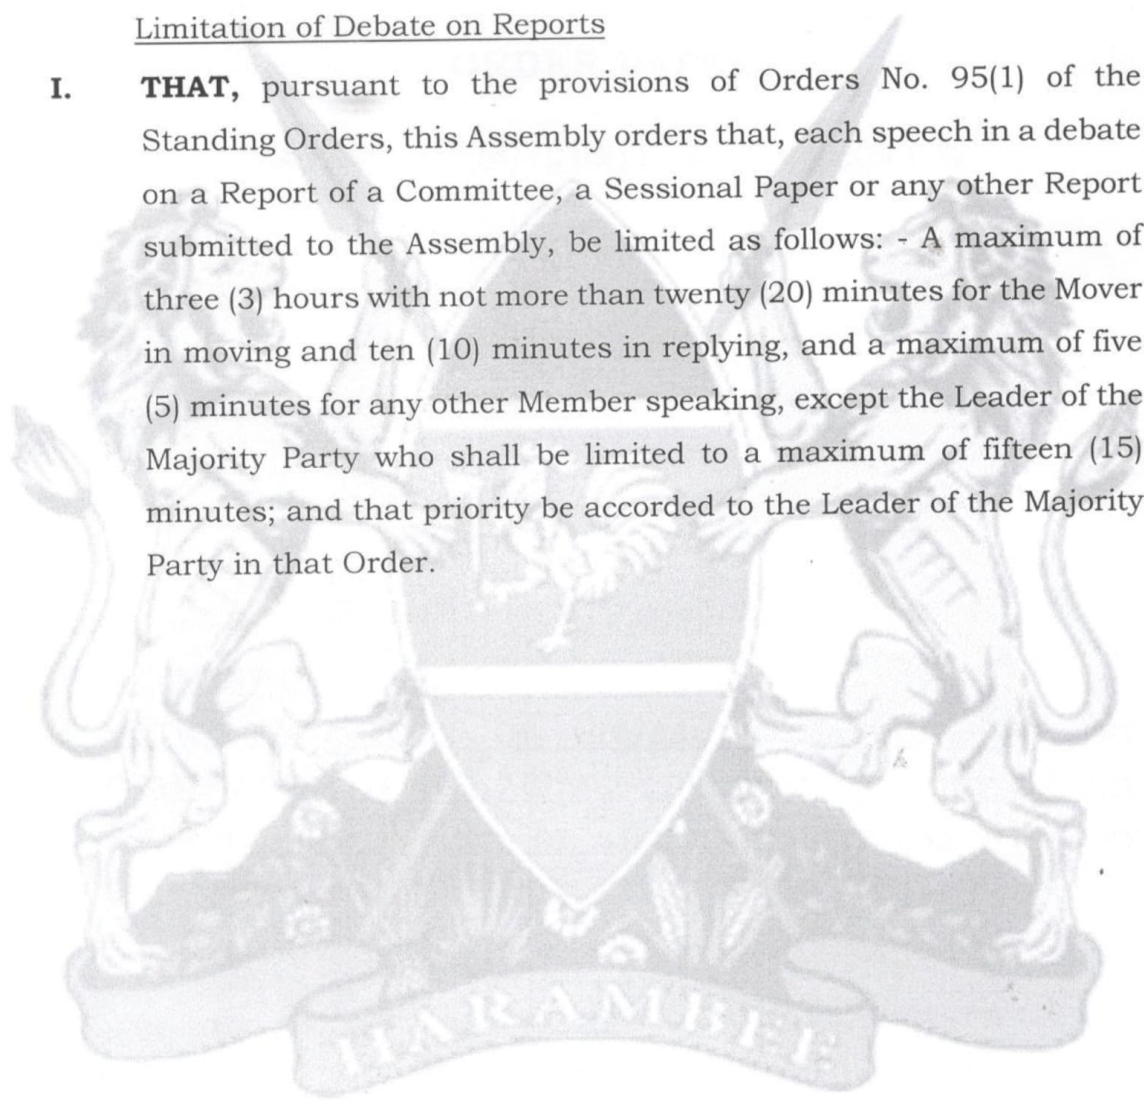 Limitation of Debate on Reports
I. THAT, pursuant to the provisions of Orders No. 95(1) of the
Standing Orders, this Assembly orders that, each speech in a debate
on a Report of a Committee, a Sessional Paper or any other Report
submitted to the Assembly, be limited as follows: - A maximum of
three (3) hours with not more than twenty (20) minutes for the Mover
in moving and ten (10) minutes in replying, and a maximum of five
(5) minutes for any other Member speaking, except the Leader of the
Majority Party who shall be limited to a maximum of fifteen (15)
minutes; and that priority be accorded to the Leader of the Majority
Party in that Order.
HARAMBEE